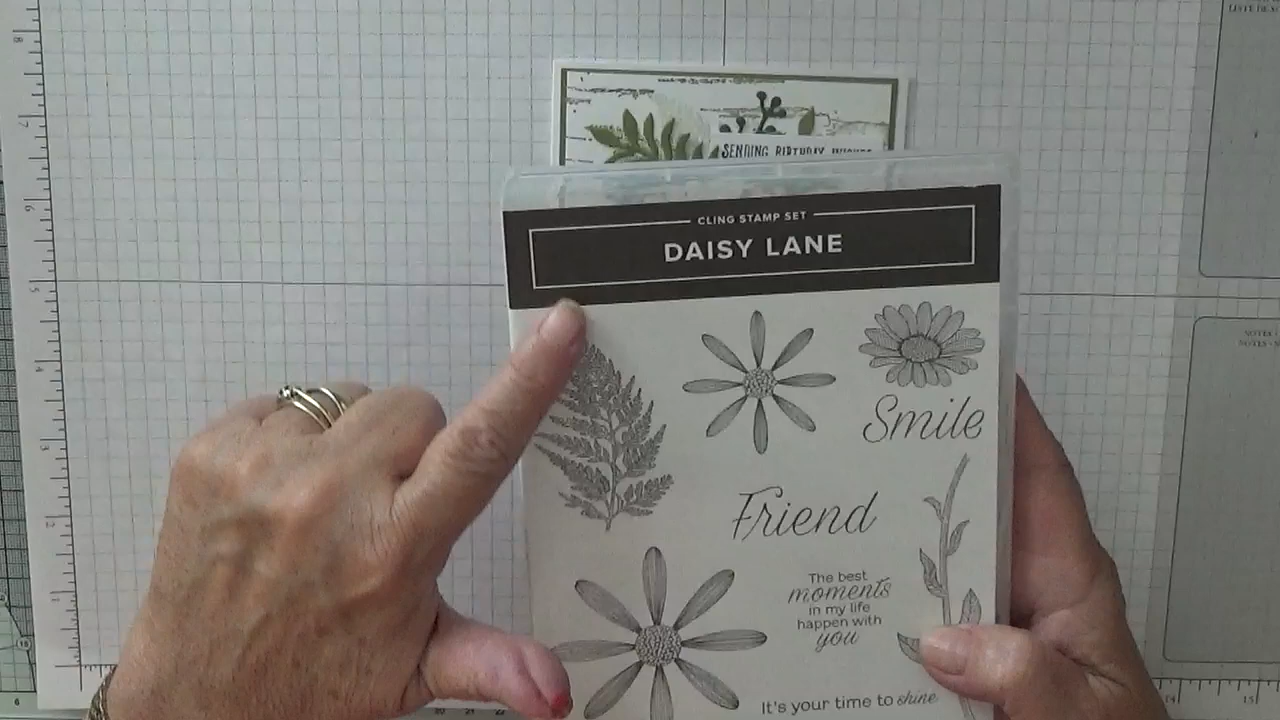 SENDING BIRTHDAY WISHES
CLING STAMP SET
DAISY LANE
Smile
Friend
The best
moments
in my life
happen with
you
It's your time to shine